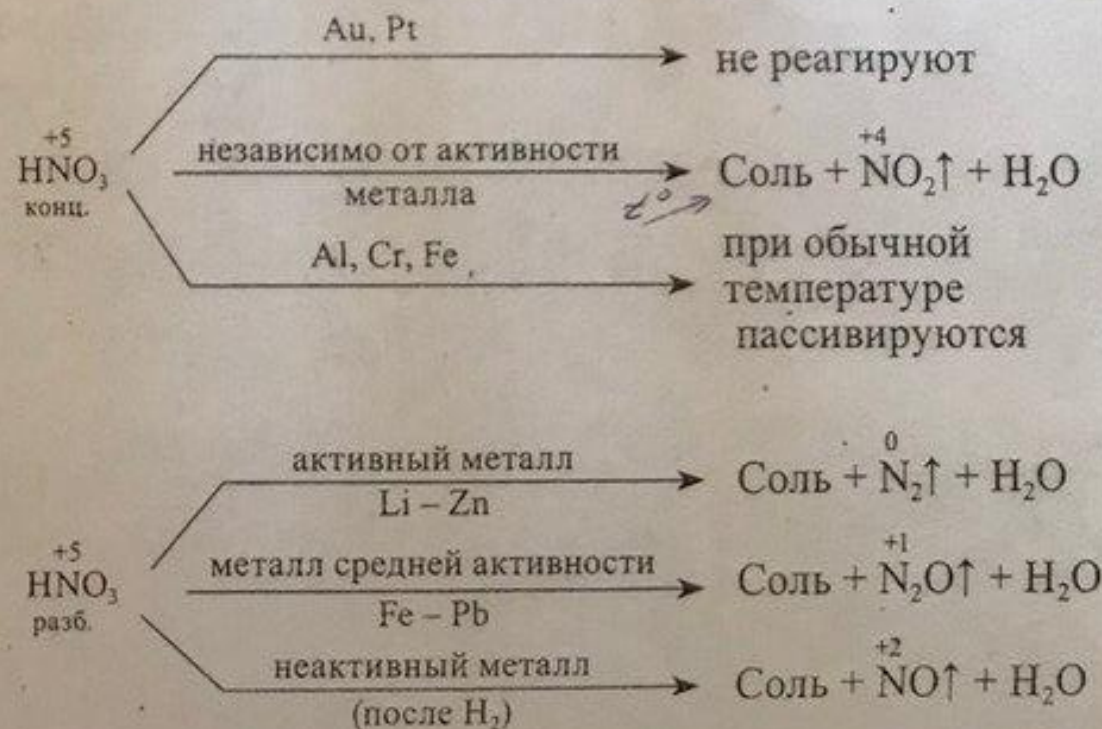 Au, Pt
не реагируют
+5
HNO₃
конц.
независимо от активности
металла
+4
Соль + NO₂↑ + H₂O
t°
Al, Cr, Fe
при обычной
температуре
пассивируются
активный металл
Li – Zn
0
Соль + N₂↑ + H₂O
+5
HNO₃
разб.
металл средней активности
Fe – Pb
+1
Соль + N₂O↑ + H₂O
неактивный металл
(после H₂)
+2
Соль + NO↑ + H₂O